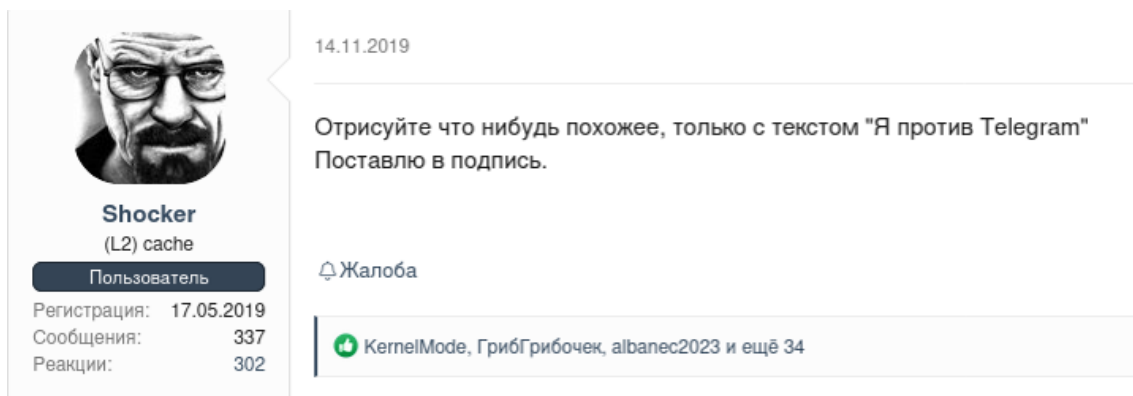 14.11.2019
Отрисуйте что нибудь похожее, только с текстом "Я против Telegram"
Поставлю в подпись.
Shocker
(L2) cache
Пользователь
Регистрация: 17.05.2019
Сообщения: 337
Реакции: 302
Жалоба
KernelMode, ГрибГрибочек, albanec2023 и ещё 34